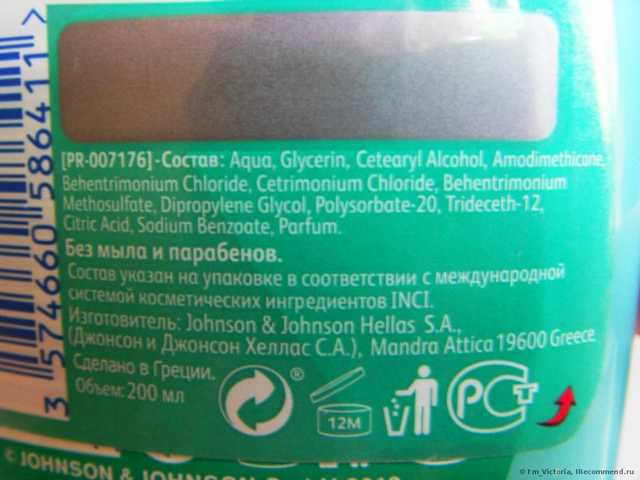 [PR-007176]-Состав: Aqua, Glycerin, Cetearyl Alcohol, Amodimethicone,
Behentrimonium Chloride, Cetrimonium Chloride, Behentrimonium
Methosulfate, Dipropylene Glycol, Polysorbate-20, Trideceth-12,
Citric Acid, Sodium Benzoate, Parfum.
Без мыла и парабенов.
Состав указан на упаковке в соответствии с международной
системой косметических ингредиентов INCI.
Изготовитель: Johnson & Johnson Hellas S.A.,
(Джонсон и Джонсон Хеллас С.А.), Mandra Attica 19600 Greece
Сделано в Греции.
Объем: 200 мл
®
12M
РСТ
3 574660 586411 >
© JOHNSON & JOHNSON
© I'm_Victoria, IRecommend.ru